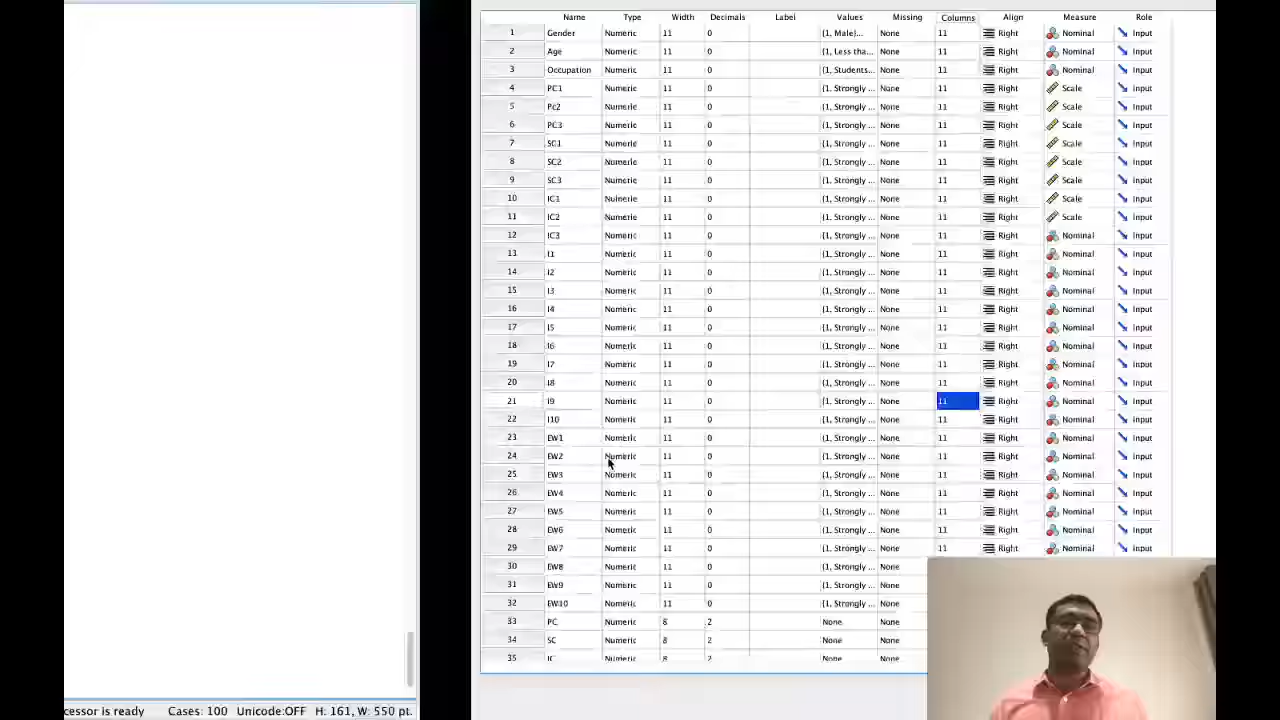 Name Type Width Decimals Label Values Missing Columns Align Measure Role
1 Gender Numeric 11 0 {1, Male}... None 11 Right Nominal Input
2 Age Numeric 11 0 {1, Less tha... None 11 Right Nominal Input
3 Occupation Numeric 11 0 {1, Students... None 11 Right Nominal Input
4 PC1 Numeric 11 0 {1, Strongly ... None 11 Right Scale Input
5 Pc2 Numeric 11 0 {1, Strongly ... None 11 Right Scale Input
6 PC3 Numeric 11 0 {1, Strongly ... None 11 Right Scale Input
7 SC1 Numeric 11 0 {1, Strongly ... None 11 Right Scale Input
8 SC2 Numeric 11 0 {1, Strongly ... None 11 Right Scale Input
9 SC3 Numeric 11 0 {1, Strongly ... None 11 Right Scale Input
10 IC1 Numeric 11 0 {1, Strongly ... None 11 Right Scale Input
11 IC2 Numeric 11 0 {1, Strongly ... None 11 Right Scale Input
12 IC3 Numeric 11 0 {1, Strongly ... None 11 Right Nominal Input
13 I1 Numeric 11 0 {1, Strongly ... None 11 Right Nominal Input
14 I2 Numeric 11 0 {1, Strongly ... None 11 Right Nominal Input
15 I3 Numeric 11 0 {1, Strongly ... None 11 Right Nominal Input
16 I4 Numeric 11 0 {1, Strongly ... None 11 Right Nominal Input
17 I5 Numeric 11 0 {1, Strongly ... None 11 Right Nominal Input
18 I6 Numeric 11 0 {1, Strongly ... None 11 Right Nominal Input
19 I7 Numeric 11 0 {1, Strongly ... None 11 Right Nominal Input
20 I8 Numeric 11 0 {1, Strongly ... None 11 Right Nominal Input
21 I9 Numeric 11 0 {1, Strongly ... None 11 Right Nominal Input
22 I10 Numeric 11 0 {1, Strongly ... None 11 Right Nominal Input
23 EW1 Numeric 11 0 {1, Strongly ... None 11 Right Nominal Input
24 EW2 Numeric 11 0 {1, Strongly ... None 11 Right Nominal Input
25 EW3 Numeric 11 0 {1, Strongly ... None 11 Right Nominal Input
26 EW4 Numeric 11 0 {1, Strongly ... None 11 Right Nominal Input
27 EW5 Numeric 11 0 {1, Strongly ... None 11 Right Nominal Input
28 EW6 Numeric 11 0 {1, Strongly ... None 11 Right Nominal Input
29 EW7 Numeric 11 0 {1, Strongly ... None 11 Right Nominal Input
30 EW8 Numeric 11 0 {1, Strongly ... None
31 EW9 Numeric 11 0 {1, Strongly ... None
32 EW10 Numeric 11 0 {1, Strongly ... None
33 PC Numeric 8 2 None None
34 SC Numeric 8 2 None None
35 IC Numeric 8 2 None None
cessor is ready Cases: 100 Unicode:OFF H: 161, W: 550 pt.